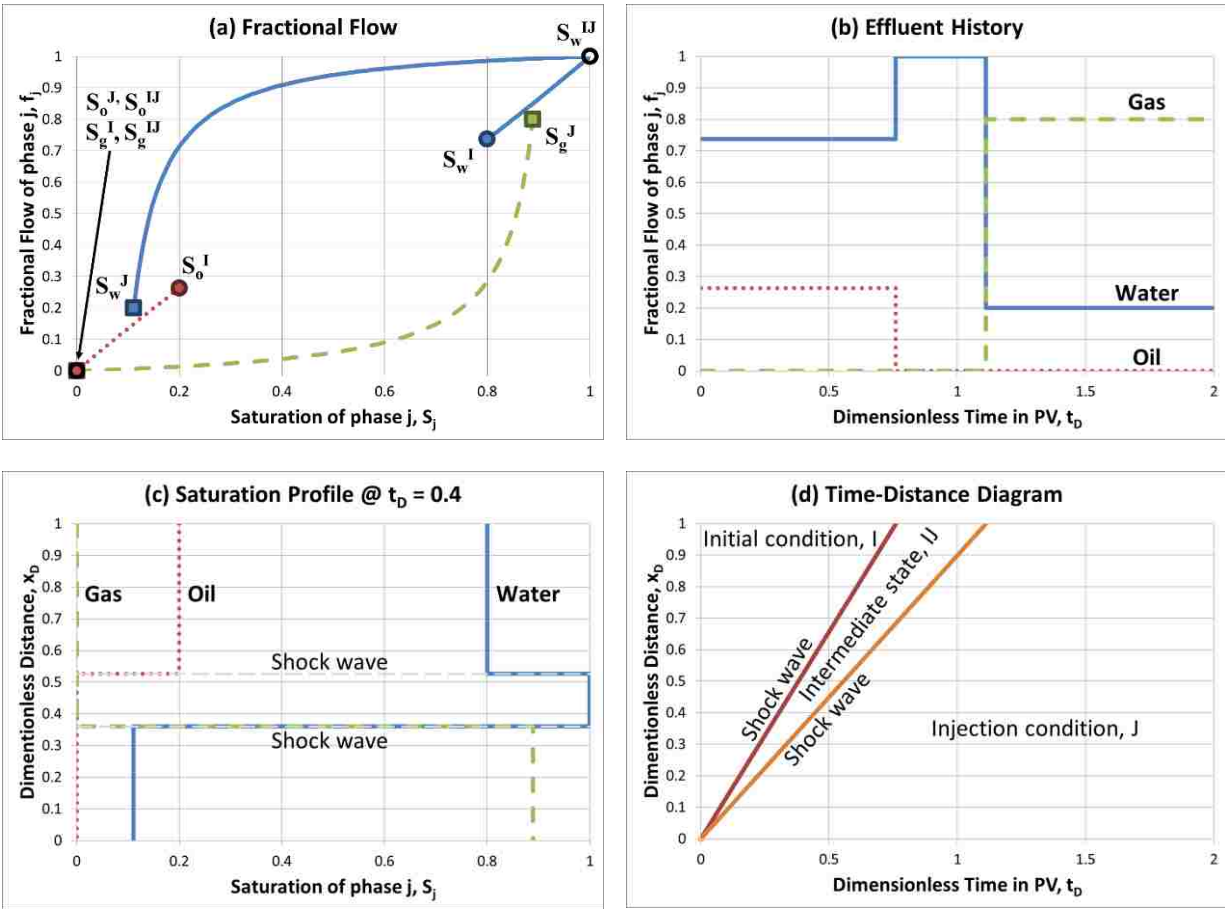 (a) Fractional Flow
S_w^IJ
S_o^J, S_o^IJ
S_g^I, S_g^IJ
S_w^I
S_g^J
S_w^J
S_o^I
Fractional Flow of phase j, f_j
1
0.9
0.8
0.7
0.6
0.5
0.4
0.3
0.2
0.1
0
0
0.2
0.4
0.6
0.8
1
Saturation of phase j, S_j
(b) Effluent History
Gas
Water
Oil
Fractional Flow of phase j, f_j
1
0.9
0.8
0.7
0.6
0.5
0.4
0.3
0.2
0.1
0
0
0.5
1
1.5
2
Dimensionless Time in PV, t_D
(c) Saturation Profile @ t_D = 0.4
Gas
Oil
Water
Shock wave
Shock wave
Dimentionless Distance, x_D
1
0.9
0.8
0.7
0.6
0.5
0.4
0.3
0.2
0.1
0
0
0.2
0.4
0.6
0.8
1
Saturation of phase j, S_j
(d) Time-Distance Diagram
Initial condition, I
Shock wave
Intermediate state, IJ
Shock wave
Injection condition, J
Dimentionless Distance, x_D
1
0.9
0.8
0.7
0.6
0.5
0.4
0.3
0.2
0.1
0
0
0.5
1
1.5
2
Dimensionless Time in PV, t_D